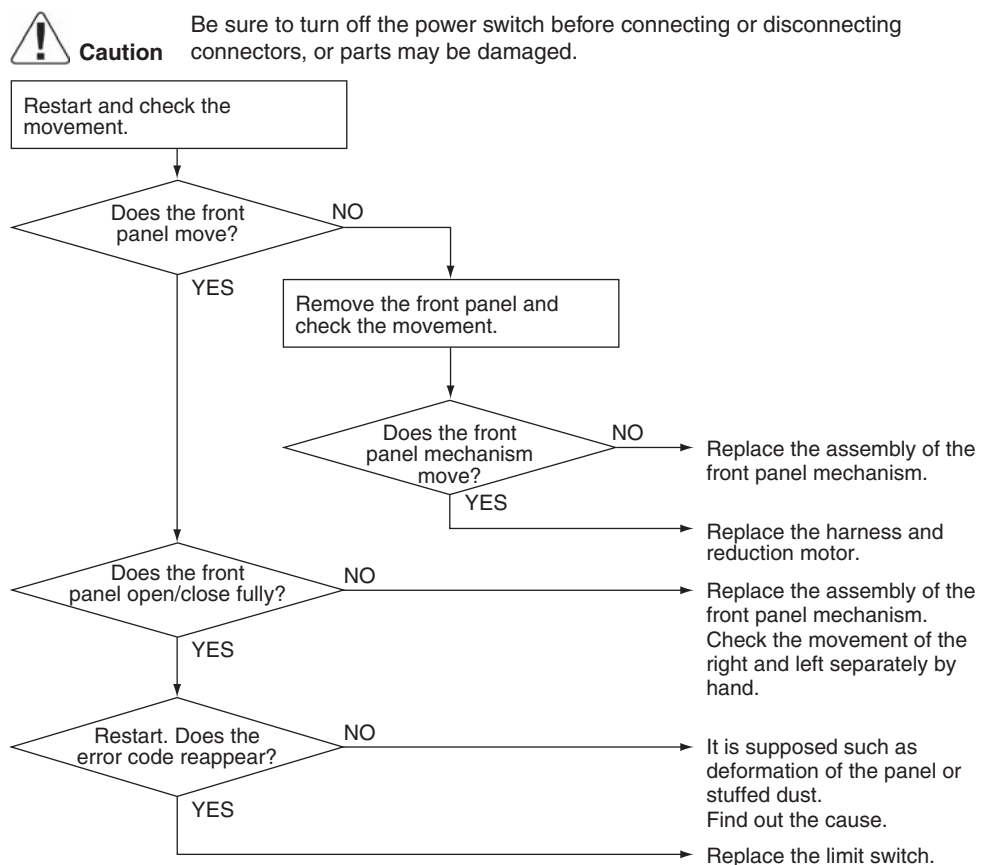 Be sure to turn off the power switch before connecting or disconnecting
Caution connectors, or parts may be damaged.
Restart and check the
movement.
Does the front
panel move?
NO
YES
Remove the front panel and
check the movement.
Does the front
panel mechanism
move?
NO
Replace the assembly of the
front panel mechanism.
YES
Replace the harness and
reduction motor.
Does the front
panel open/close fully?
NO
Replace the assembly of the
front panel mechanism.
Check the movement of the
right and left separately by
hand.
YES
Restart. Does the
error code reappear?
NO
It is supposed such as
deformation of the panel or
stuffed dust.
Find out the cause.
YES
Replace the limit switch.